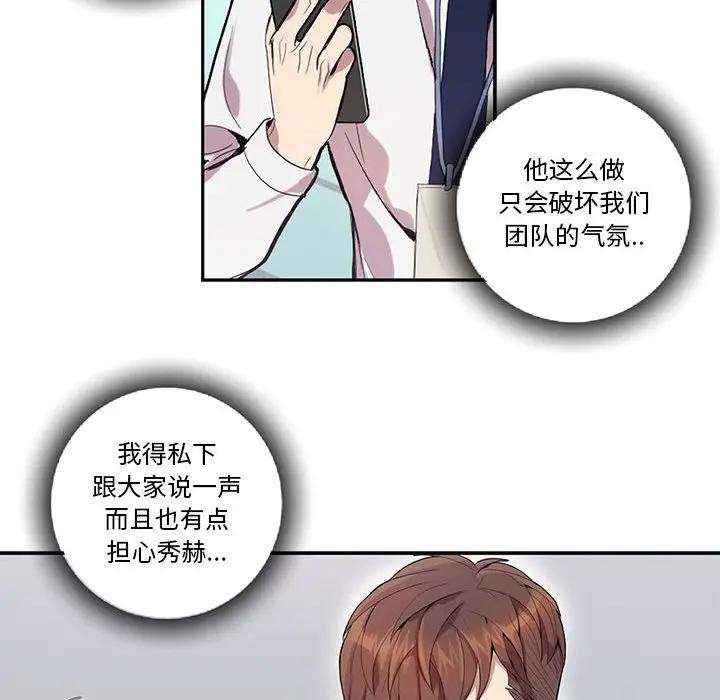 他这么做
只会破坏我们
团队的气氛..
我得私下
跟大家说一声
而且也有点
担心秀赫...